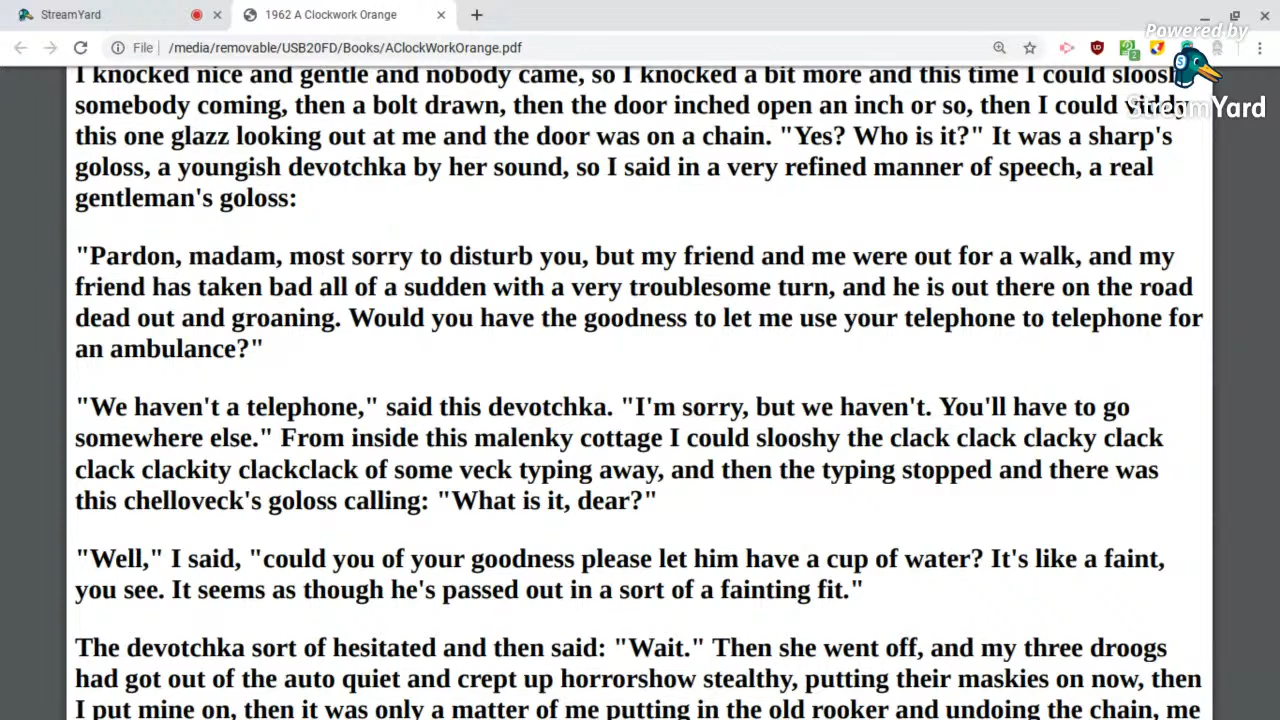 StreamYard
1962 A Clockwork Orange
File
/media/removable/USB20FD/Books/AClockWorkOrange.pdf
2
Powered by
StreamYard
I knocked nice and gentle and nobody came, so I knocked a bit more and this time I could sloosh
somebody coming, then a bolt drawn, then the door inched open an inch or so, then I could viddy
this one glazz looking out at me and the door was on a chain. "Yes? Who is it?" It was a sharp's
goloss, a youngish devotchka by her sound, so I said in a very refined manner of speech, a real
gentleman's goloss:
"Pardon, madam, most sorry to disturb you, but my friend and me were out for a walk, and my
friend has taken bad all of a sudden with a very troublesome turn, and he is out there on the road
dead out and groaning. Would you have the goodness to let me use your telephone to telephone for
an ambulance?"
"We haven't a telephone," said this devotchka. "I'm sorry, but we haven't. You'll have to go
somewhere else." From inside this malenky cottage I could slooshy the clack clack clacky clack
clack clackity clackclack of some veck typing away, and then the typing stopped and there was
this chelloveck's goloss calling: "What is it, dear?"
"Well," I said, "could you of your goodness please let him have a cup of water? It's like a faint,
you see. It seems as though he's passed out in a sort of a fainting fit."
The devotchka sort of hesitated and then said: "Wait." Then she went off, and my three droogs
had got out of the auto quiet and crept up horrorshow stealthy, putting their maskies on now, then
I put mine on, then it was only a matter of me putting in the old rooker and undoing the chain, me